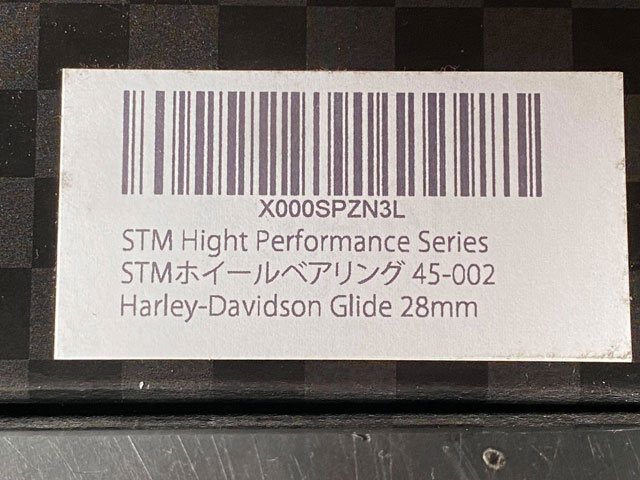 X000SPZN3L
STM Hight Performance Series
STMホイールベアリング 45-002
Harley-Davidson Glide 28mm